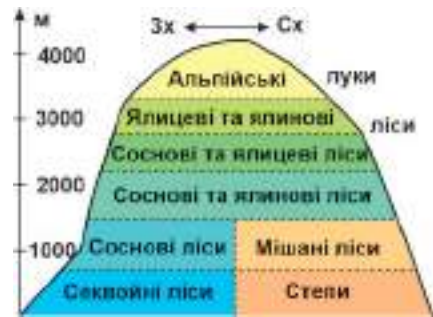 м
Зх Сх
4000
Альпійські луки
3000
Ялицеві та ялинові ліси
Соснові та ялицеві ліси
2000
Соснові та ялинові ліси
1000
Соснові ліси
Мішані ліси
Секвойні ліси
Степи